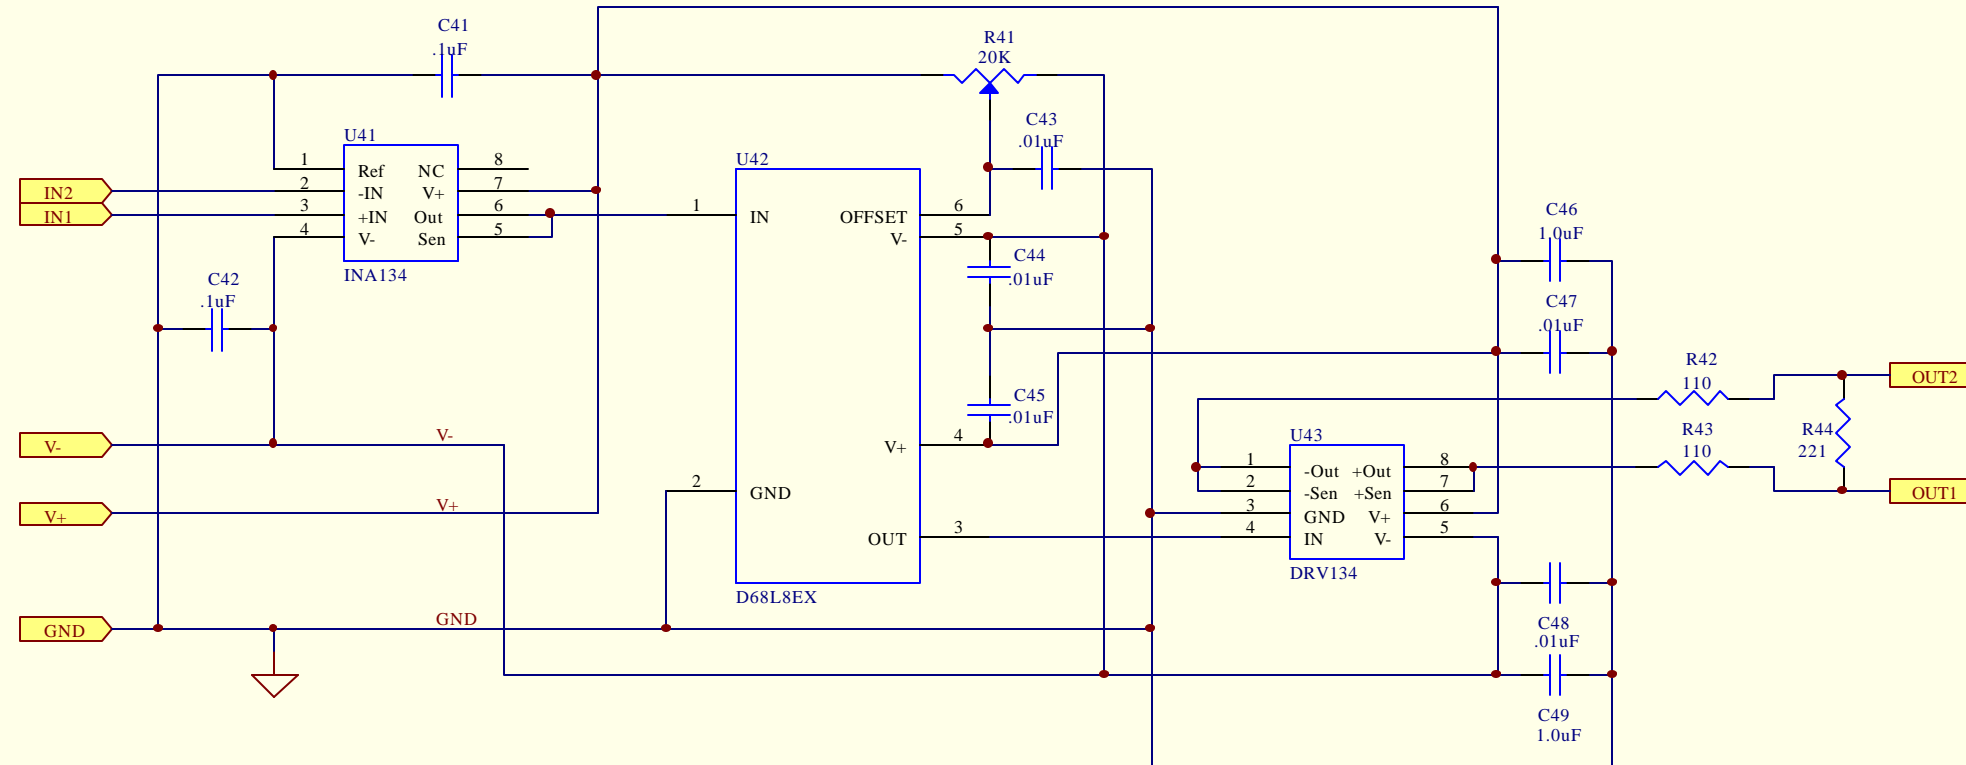 C41
.1uF
R41
20K
C43
.01uF
U41
1 Ref NC 8
2 -IN V+ 7
3 +IN Out 6
4 V- Sen 5
INA134
IN2
IN1
C42
.1uF
U42
1 IN OFFSET 6
V- 5
C44
.01uF
C45
.01uF
V+ 4
2 GND
OUT 3
D68L8EX
C46
1.0uF
C47
.01uF
R42
110
R43
110
R44
221
OUT2
OUT1
U43
1 -Out +Out 8
2 -Sen +Sen 7
3 GND V+ 6
4 IN V- 5
DRV134
V- V-
V+ V+
GND GND
C48
.01uF
C49
1.0uF